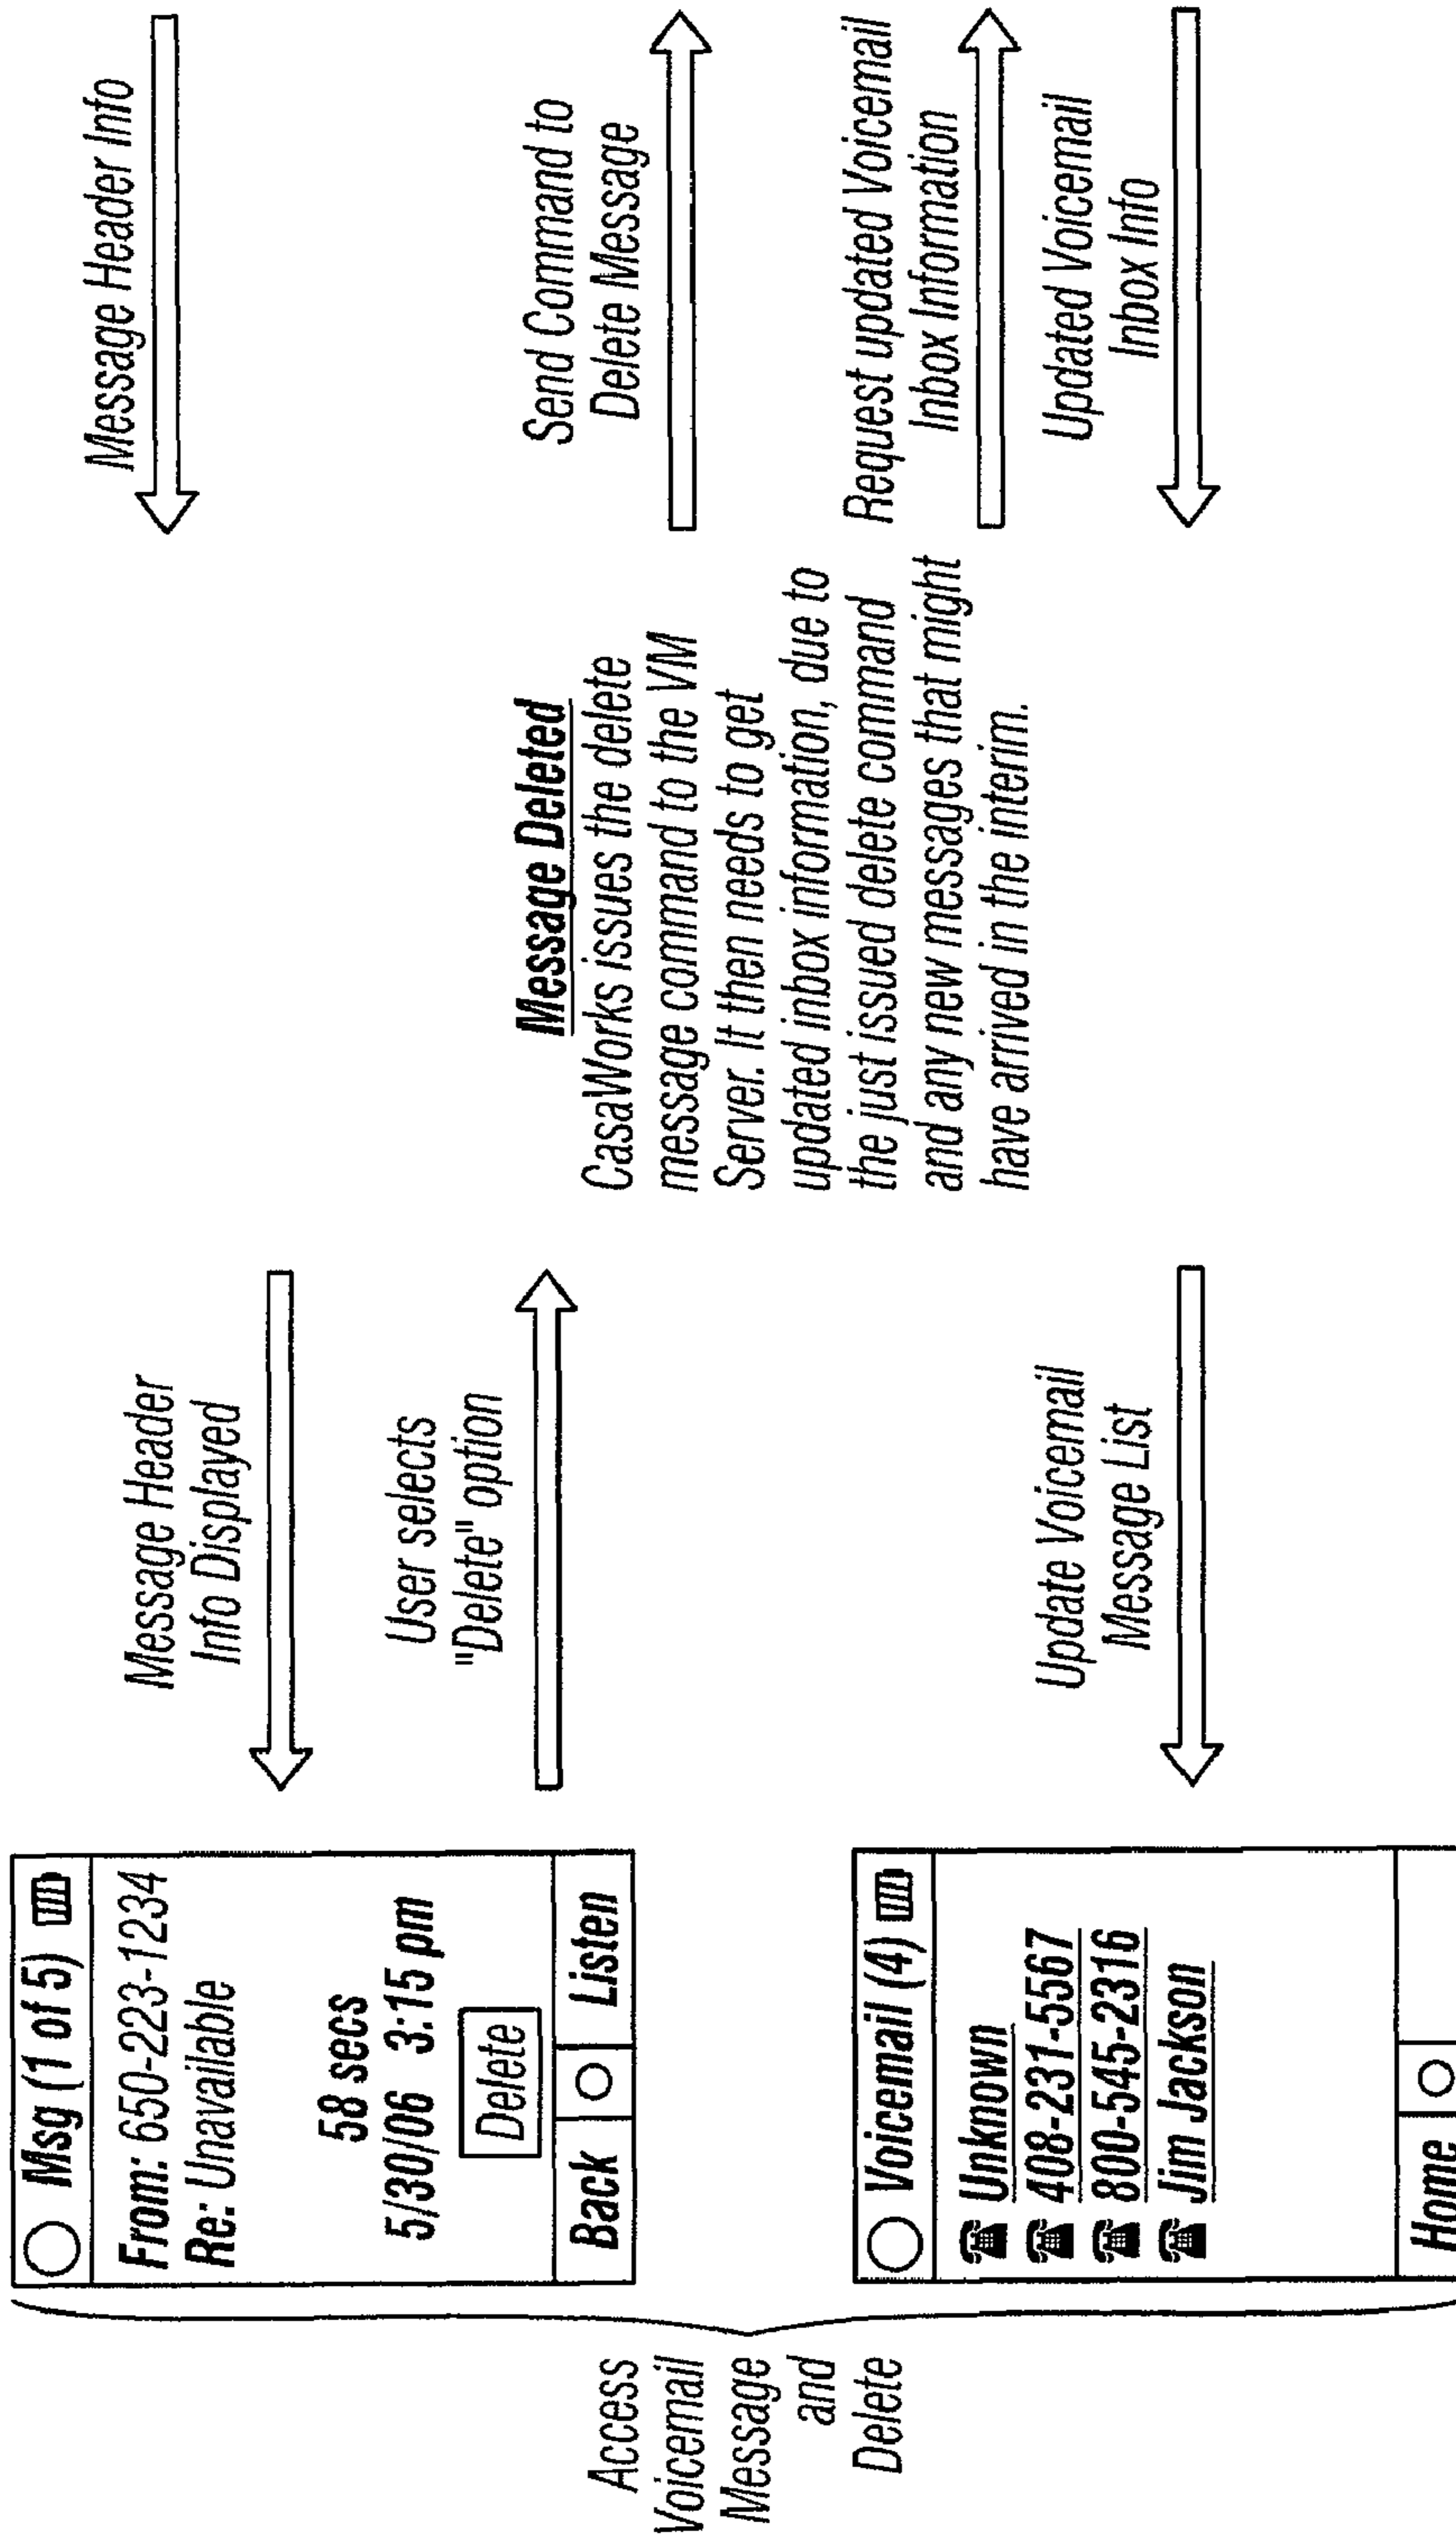 Access
Voicemail
Message
and
Delete
Msg (1 of 5)
From: 650-223-1234
Re: Unavailable
58 secs
5/30/06 3:15 pm
Delete
Back
Listen
Voicemail (4)
Unknown
408-231-5567
800-545-2316
Jim Jackson
Home
Message Header
Info Displayed
User selects
"Delete" option
Update Voicemail
Message List
Message Deleted
CasaWorks issues the delete
message command to the VM
Server. It then needs to get
updated inbox information, due to
the just issued delete command
and any new messages that might
have arrived in the interim.
Message Header Info
Send Command to
Delete Message
Request updated Voicemail
Inbox Information
Updated Voicemail
Inbox Info